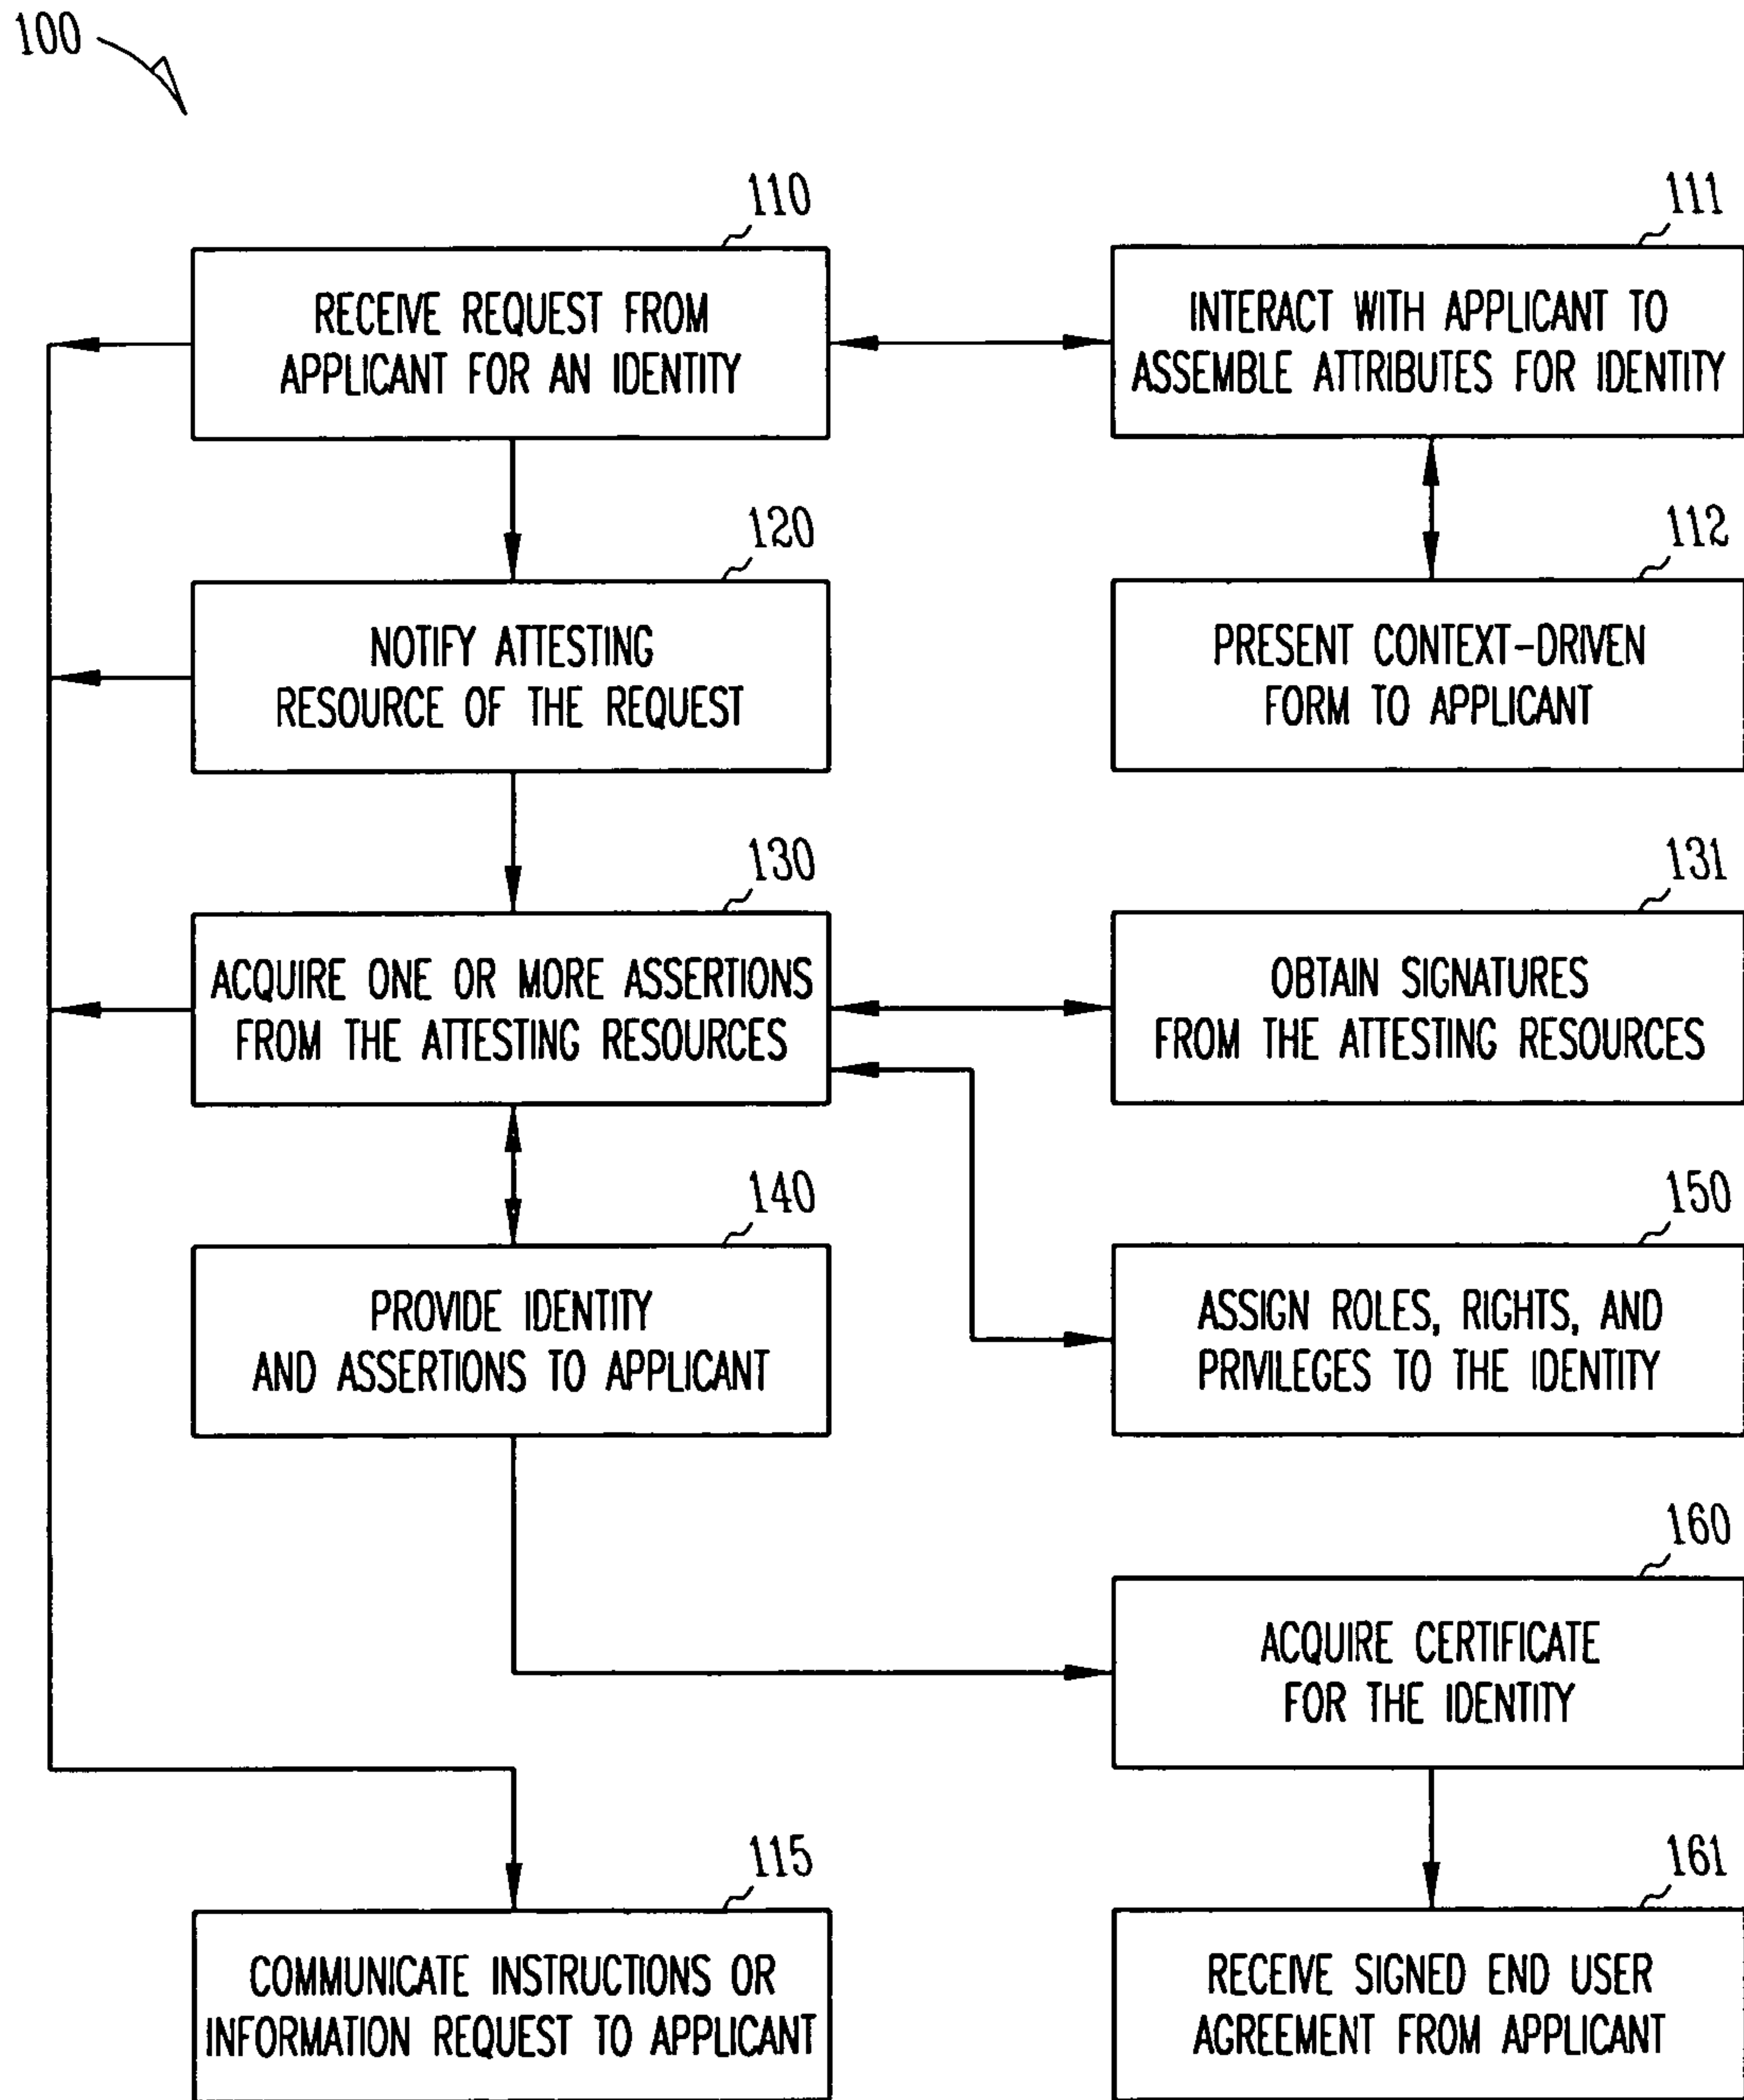 100
110
RECEIVE REQUEST FROM
APPLICANT FOR AN IDENTITY
111
INTERACT WITH APPLICANT TO
ASSEMBLE ATTRIBUTES FOR IDENTITY
120
NOTIFY ATTESTING
RESOURCE OF THE REQUEST
112
PRESENT CONTEXT-DRIVEN
FORM TO APPLICANT
130
ACQUIRE ONE OR MORE ASSERTIONS
FROM THE ATTESTING RESOURCES
131
OBTAIN SIGNATURES
FROM THE ATTESTING RESOURCES
140
PROVIDE IDENTITY
AND ASSERTIONS TO APPLICANT
150
ASSIGN ROLES, RIGHTS, AND
PRIVILEGES TO THE IDENTITY
160
ACQUIRE CERTIFICATE
FOR THE IDENTITY
115
COMMUNICATE INSTRUCTIONS OR
INFORMATION REQUEST TO APPLICANT
161
RECEIVE SIGNED END USER
AGREEMENT FROM APPLICANT